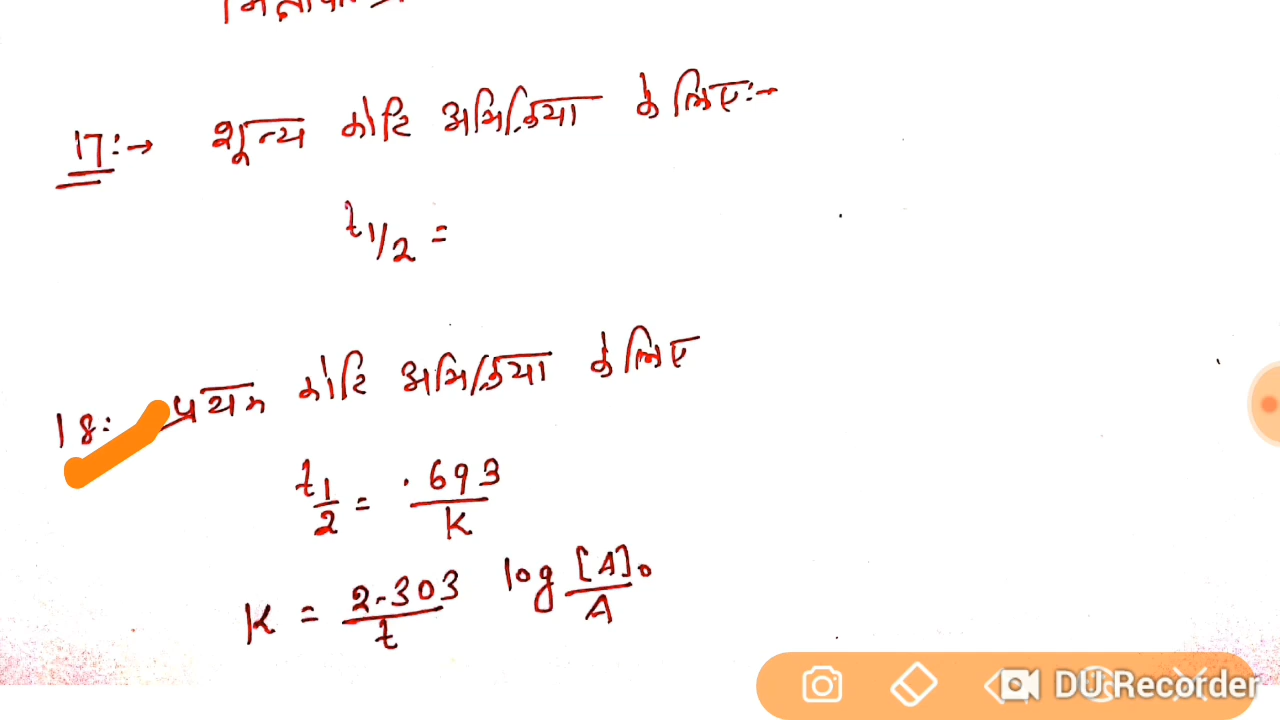 17:→ शून्य कोटि अभिक्रिया के लिए:→
t1/2 =
18: प्रथम कोटि अभिक्रिया के लिए
t1/2 = .693/K
K = 2.303/t log [A]0/A
DU Recorder